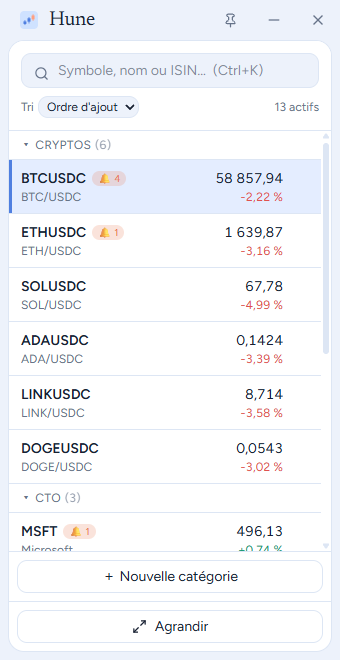 Hune
Symbole, nom ou ISIN... (Ctrl+K)
Tri Ordre d'ajout 13 actifs
CRYPTOS (6)
BTCUSDC 4 58 857,94
BTC/USDC -2,22 %
ETHUSDC 1 1 639,87
ETH/USDC -3,16 %
SOLUSDC 67,78
SOL/USDC -4,99 %
ADAUSDC 0,1424
ADA/USDC -3,39 %
LINKUSDC 8,714
LINK/USDC -3,58 %
DOGEUSDC 0,0543
DOGE/USDC -3,02 %
CTO (3)
MSFT 1 496,13
Microsoft +0,74 %
+ Nouvelle catégorie
Agrandir